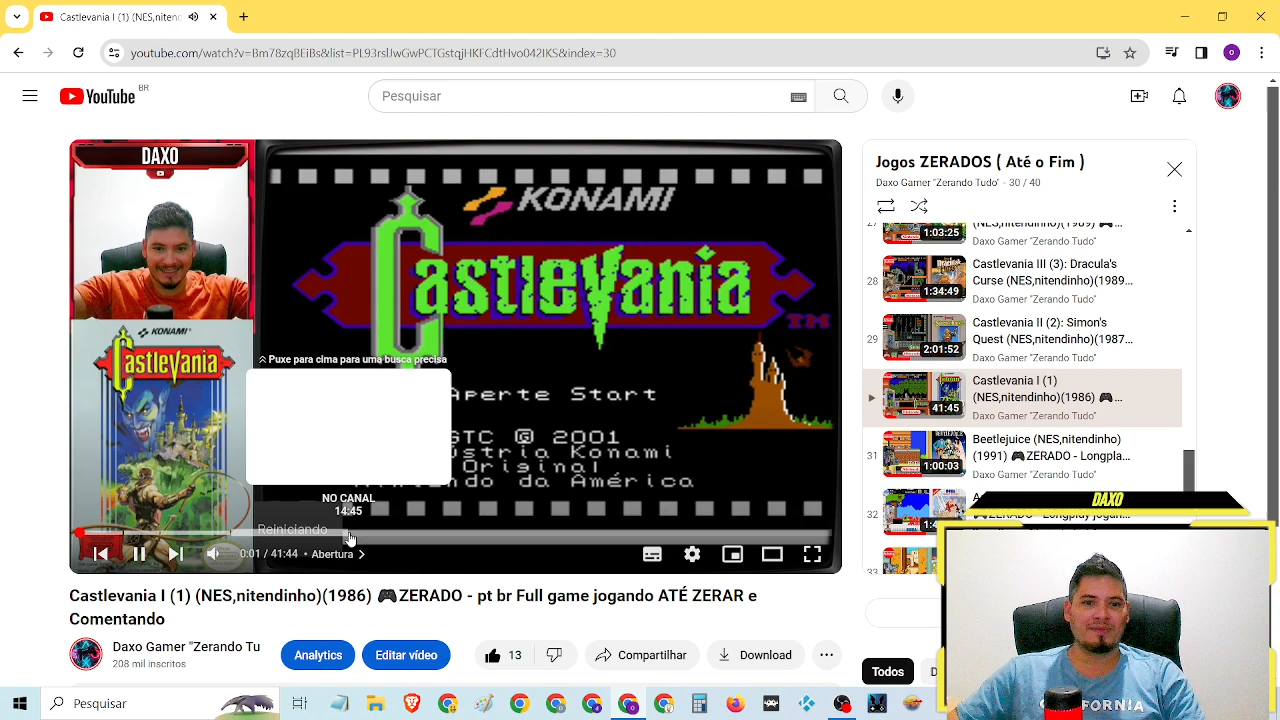 Castlevania I (1) (NES,nitend
youtube.com/watch?v=Bm78zqBEiBs&list=PL93rslJwGwPCTGstqjHKFCdtHvo042IKS&index=30
YouTube BR
Pesquisar
DAXO
KONAMI
Castlevania
TM
KONAMI
Castlevania
Puxe para cima para uma busca precisa
Aperte Start
@ 2001
Konami
Original
da América
NO CANAL
14:45
Reiniciando
0:01 / 41:44 • Abertura
Jogos ZERADOS ( Até o Fim )
Daxo Gamer "Zerando Tudo" · 30 / 40
27
1:03:25
(NES,nitendinho)(1989) 🎮...
Daxo Gamer "Zerando Tudo"
28
1:34:49
Castlevania III (3): Dracula's
Curse (NES,nitendinho)(1989...
Daxo Gamer "Zerando Tudo"
29
2:01:52
Castlevania II (2): Simon's
Quest (NES,nitendinho)(1987...
Daxo Gamer "Zerando Tudo"
41:45
Castlevania I (1)
(NES,nitendinho)(1986) 🎮...
Daxo Gamer "Zerando Tudo"
31
1:00:03
Beetlejuice (NES,nitendinho)
(1991) 🎮ZERADO - Longpla...
Daxo Gamer "Zerando Tudo"
32
33
DAXO
Castlevania I (1) (NES,nitendinho)(1986) 🎮ZERADO - pt br Full game jogando ATÉ ZERAR e
Comentando
Daxo Gamer "Zerando Tu
208 mil inscritos
Analytics
Editar vídeo
13
Compartilhar
Download
Todos
Pesquisar